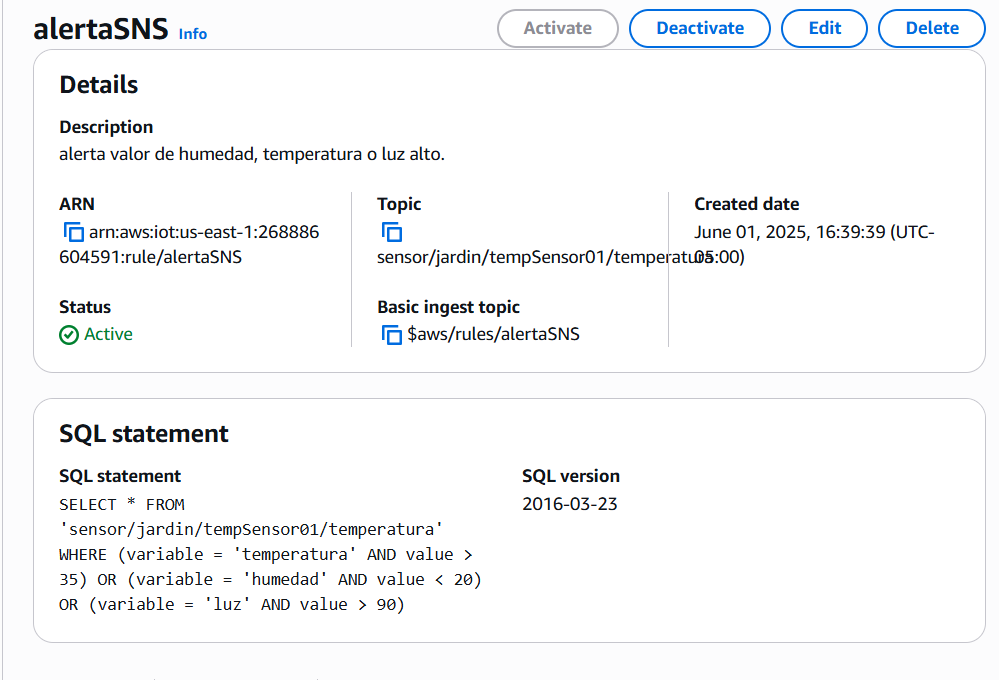 alertaSNS Info
Activate Deactivate Edit Delete
Details
Description
alerta valor de humedad, temperatura o luz alto.
ARN
arn:aws:iot:us-east-1:268886
604591:rule/alertaSNS
Status
Active
Topic
sensor/jardin/tempSensor01/temperatura
Basic ingest topic
$aws/rules/alertaSNS
Created date
June 01, 2025, 16:39:39 (UTC-
05:00)
SQL statement
SQL statement
SELECT * FROM
'sensor/jardin/tempSensor01/temperatura'
WHERE (variable = 'temperatura' AND value >
35) OR (variable = 'humedad' AND value < 20)
OR (variable = 'luz' AND value > 90)
SQL version
2016-03-23